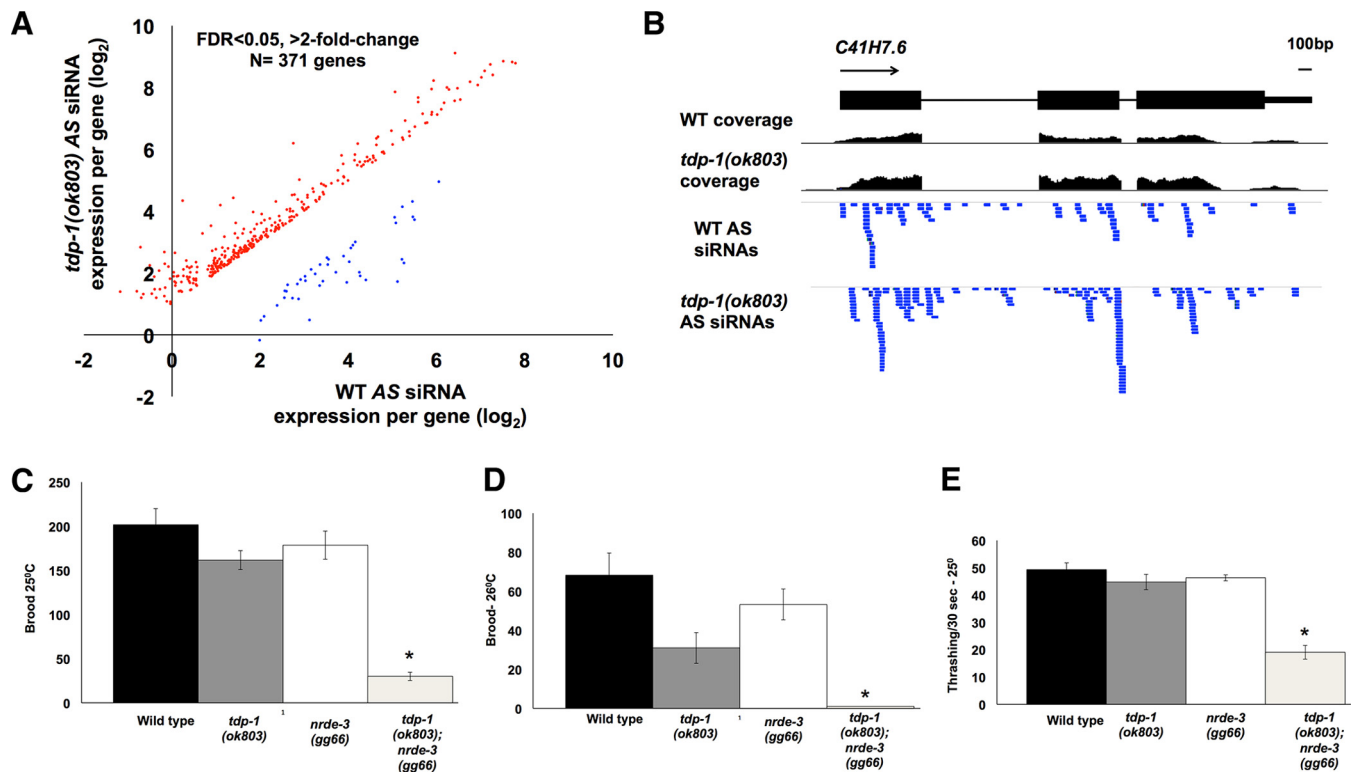 A
FDR<0.05, >2-fold-change
N= 371 genes
tdp-1(ok803) AS siRNA
expression per gene (log2)
10
8
6
4
2
0
-2
-2
0
2
4
6
8
10
WT AS siRNA
expression per gene (log2)
B
C41H7.6
100bp
WT coverage
tdp-1(ok803)
coverage
WT AS
siRNAs
tdp-1(ok803)
AS siRNAs
C
Brood 25⁰C
250
200
150
100
50
0
*
Wild type
tdp-1
(ok803)
1
nrde-3
(gg66)
tdp-1
(ok803);
nrde-3
(gg66)
D
Brood- 26⁰C
100
80
60
40
20
0
*
Wild type
tdp-1
(ok803)
1
nrde-3
(gg66)
tdp-1
(ok803);
nrde-3
(gg66)
E
Thrashing/30 sec - 25⁰
60
50
40
30
20
10
0
*
Wild type
tdp-1
(ok803)
nrde-3
(gg66)
tdp-1
(ok803);
nrde-3
(gg66)